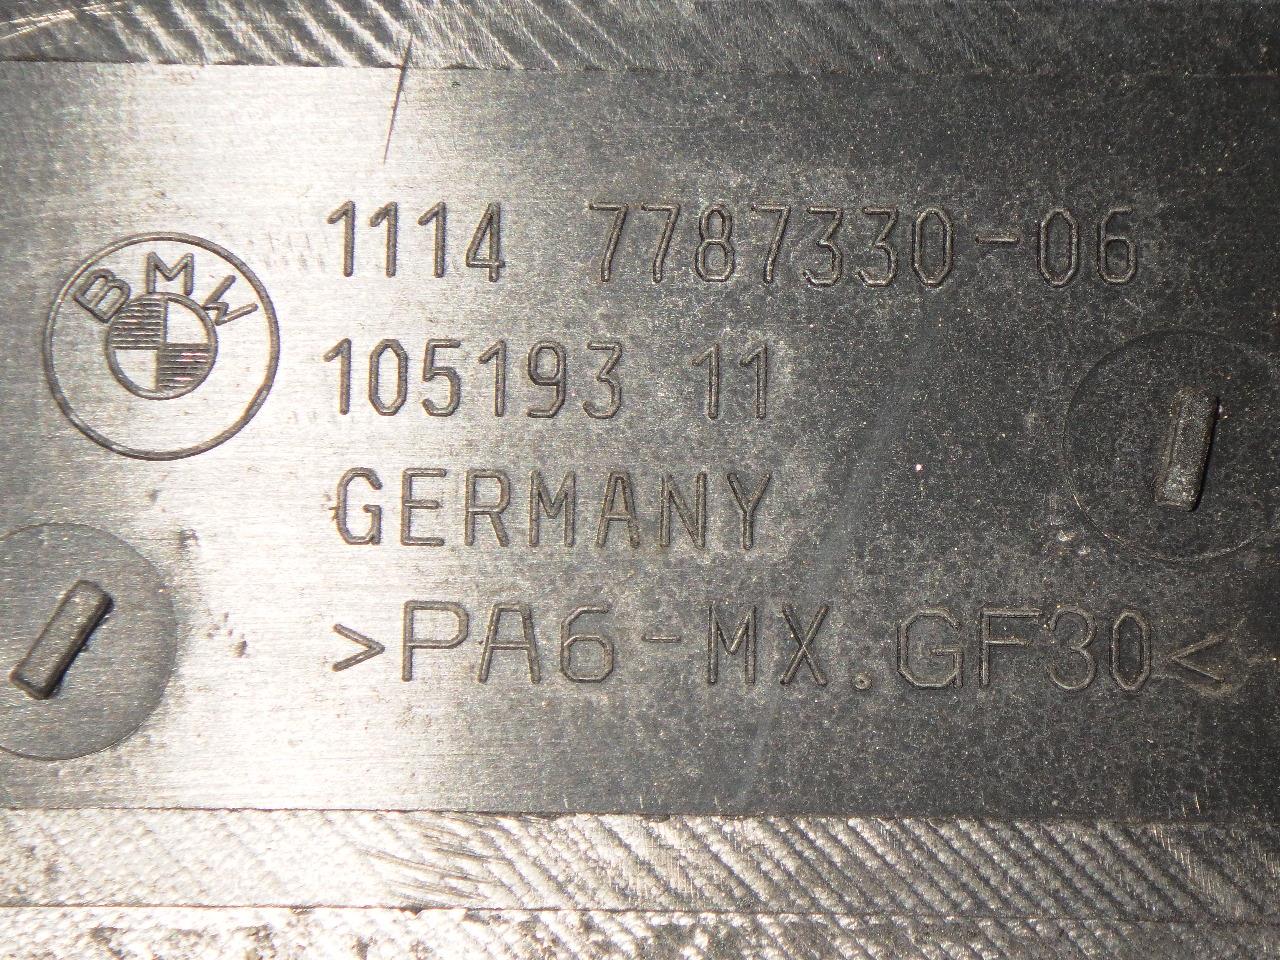 BMW
1114 7787330-06
105193 11
GERMANY
>PA6-MX.GF30<